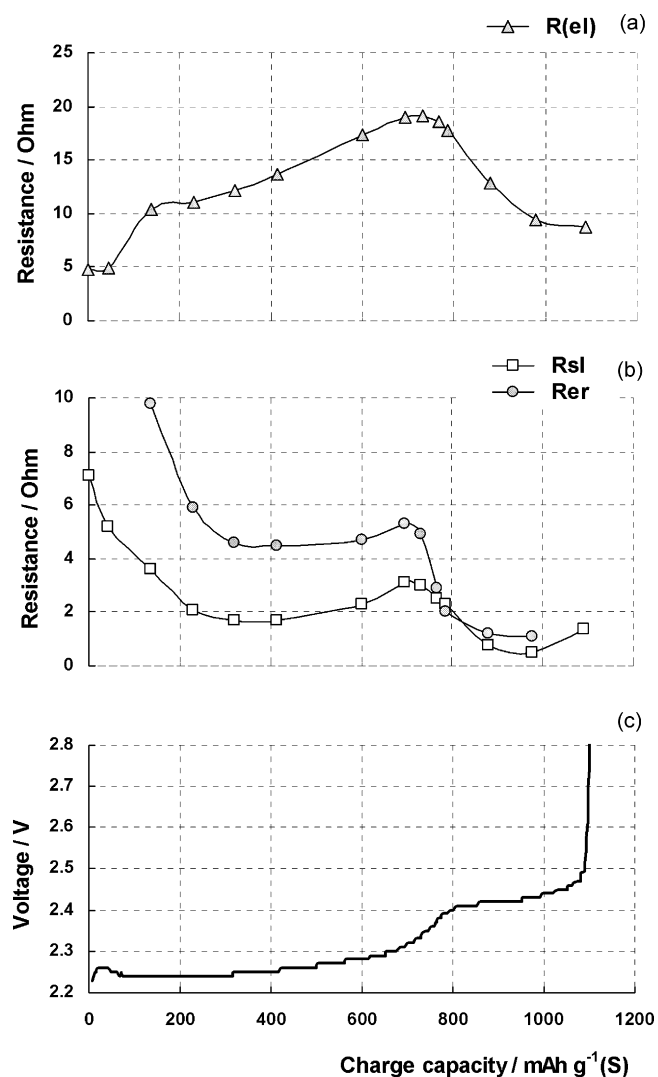 R(el) (a)
25
20
15
10
5
0
Resistance / Ohm
Rsl (b)
Rer
10
8
6
4
2
0
Resistance / Ohm
(c)
2.8
2.7
2.6
2.5
2.4
2.3
2.2
Voltage / V
0 200 400 600 800 1000 1200
Charge capacity / mAh g⁻¹(S)